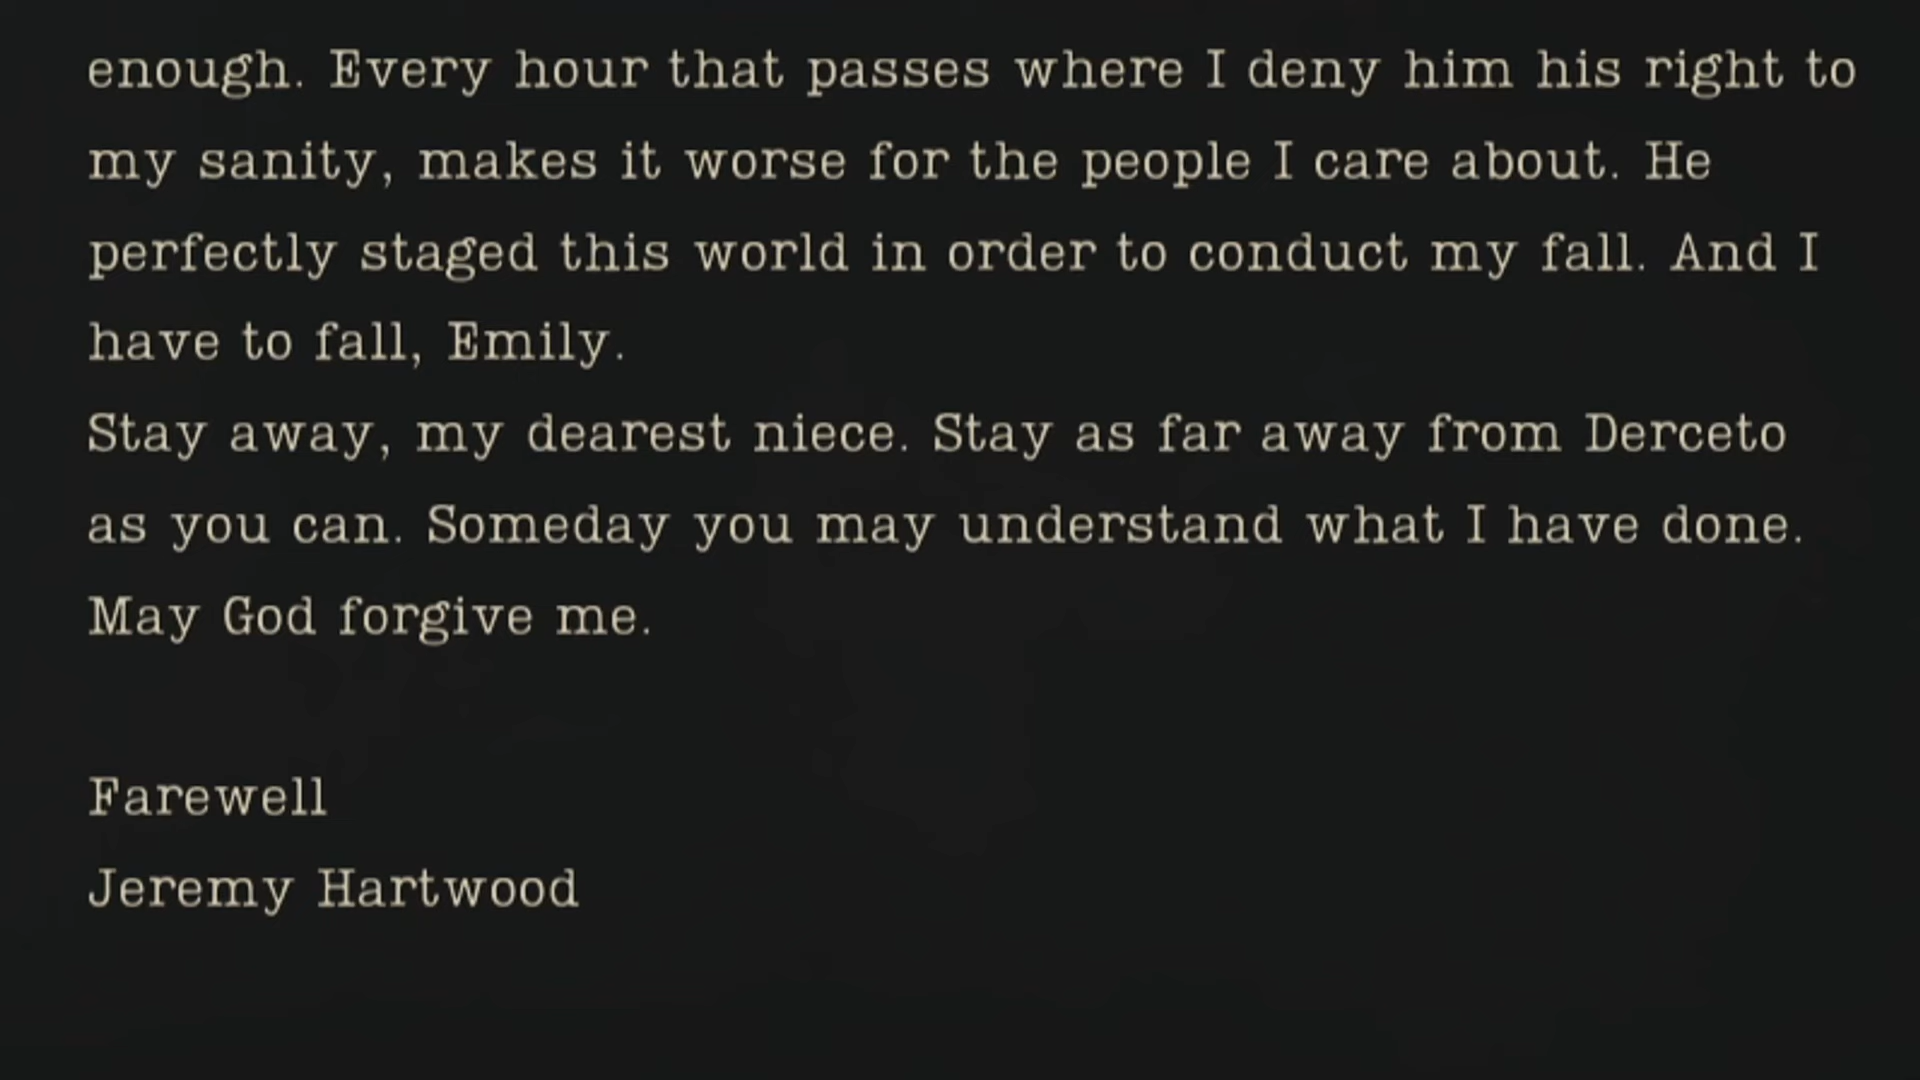 enough. Every hour that passes where I deny him his right to
my sanity, makes it worse for the people I care about. He
perfectly staged this world in order to conduct my fall. And I
have to fall, Emily.
Stay away, my dearest niece. Stay as far away from Derceto
as you can. Someday you may understand what I have done.
May God forgive me.
Farewell
Jeremy Hartwood